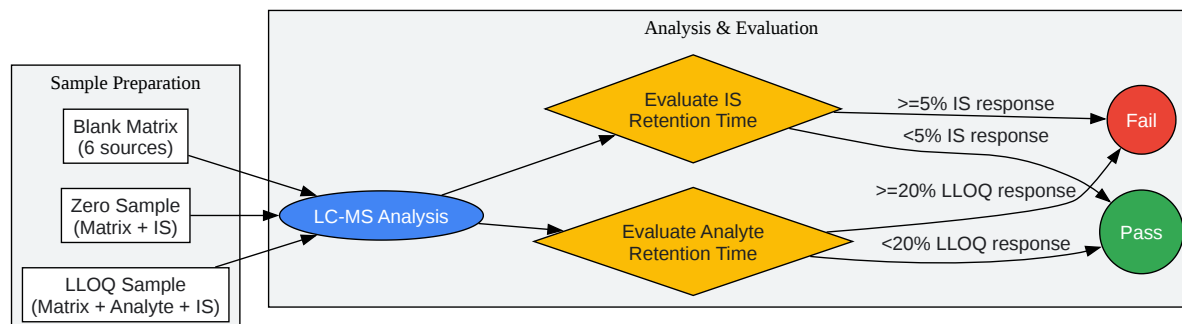 Analysis & Evaluation
Sample Preparation
Blank Matrix
(6 sources)
Zero Sample
(Matrix + IS)
LLOQ Sample
(Matrix + Analyte + IS)
LC-MS Analysis
Evaluate IS
Retention Time
Evaluate Analyte
Retention Time
>=5% IS response
<5% IS response
>=20% LLOQ response
<20% LLOQ response
Fail
Pass